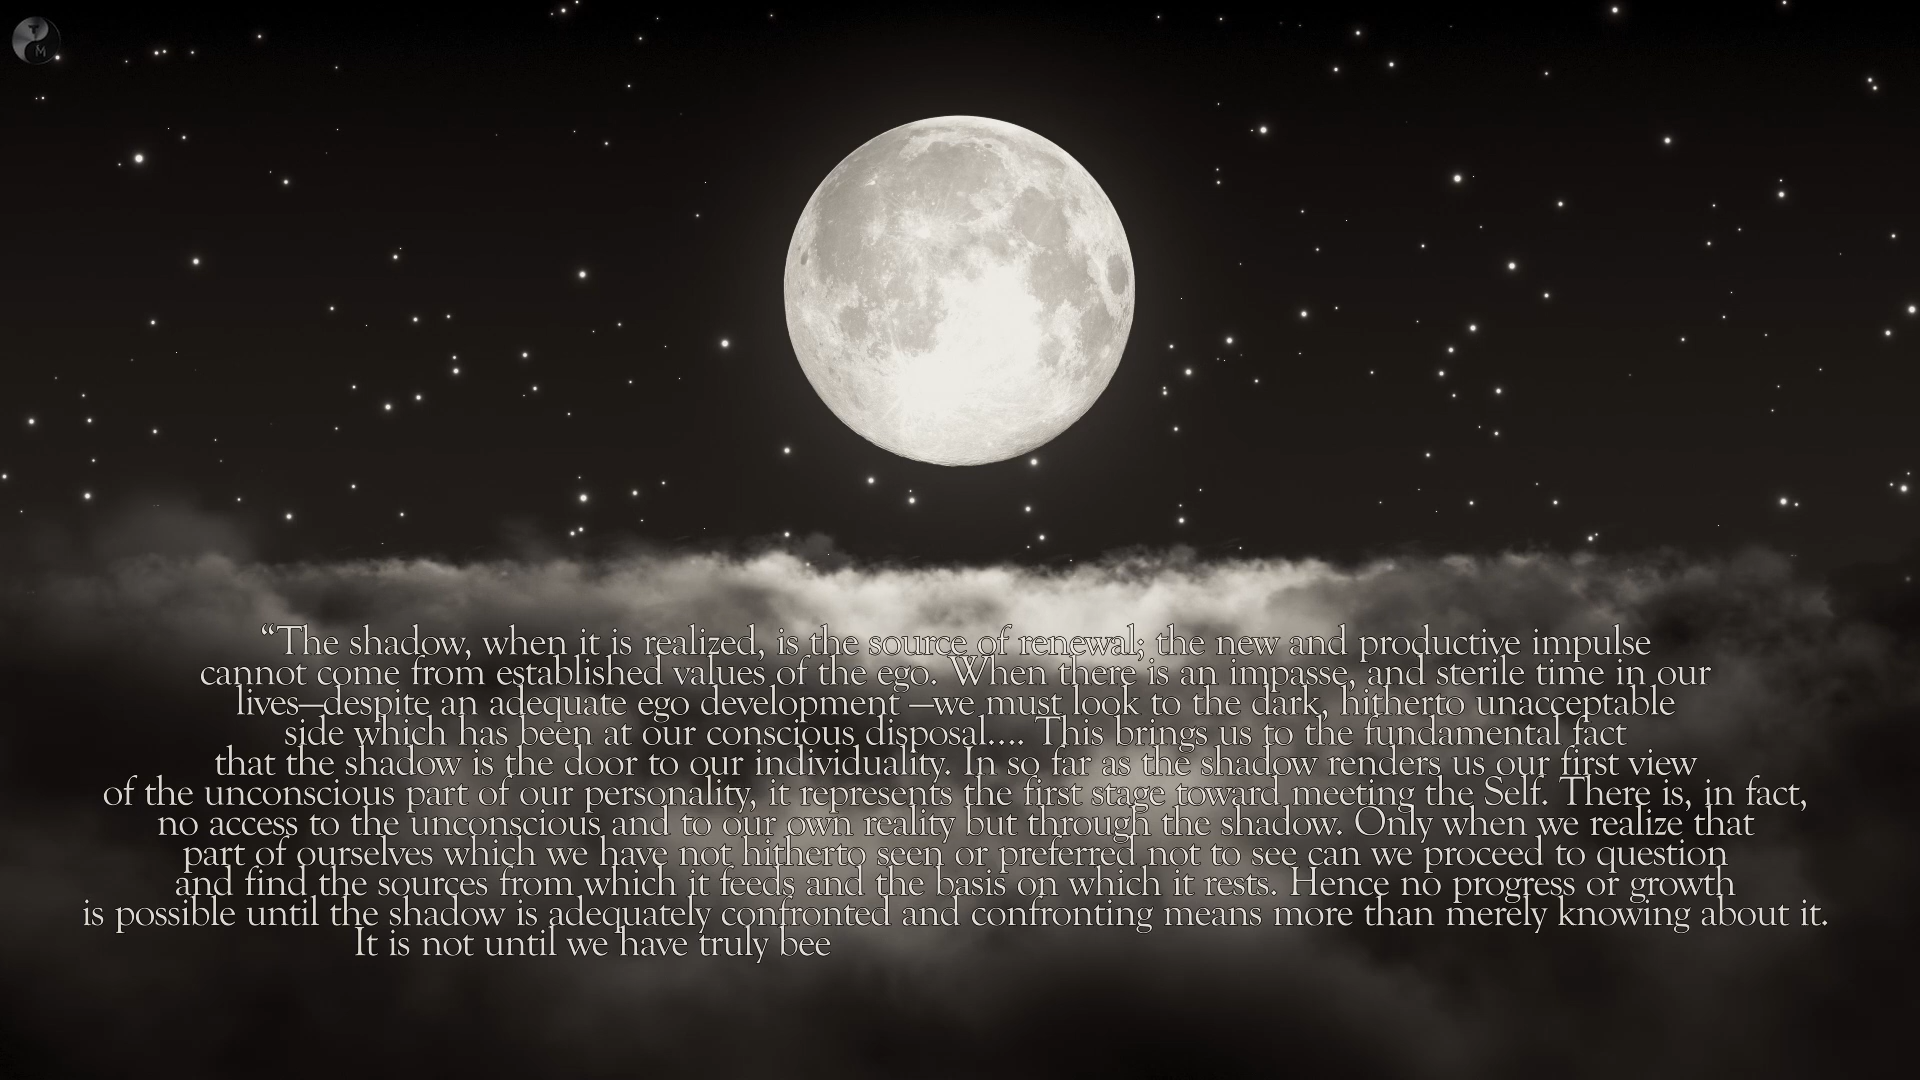 T
M
“The shadow, when it is realized, is the source of renewal; the new and productive impulse
cannot come from established values of the ego. When there is an impasse, and sterile time in our
lives—despite an adequate ego development —we must look to the dark, hitherto unacceptable
side which has been at our conscious disposal.... This brings us to the fundamental fact
that the shadow is the door to our individuality. In so far as the shadow renders us our first view
of the unconscious part of our personality, it represents the first stage toward meeting the Self. There is, in fact,
no access to the unconscious and to our own reality but through the shadow. Only when we realize that
part of ourselves which we have not hitherto seen or preferred not to see can we proceed to question
and find the sources from which it feeds and the basis on which it rests. Hence no progress or growth
is possible until the shadow is adequately confronted and confronting means more than merely knowing about it.
It is not until we have truly bee